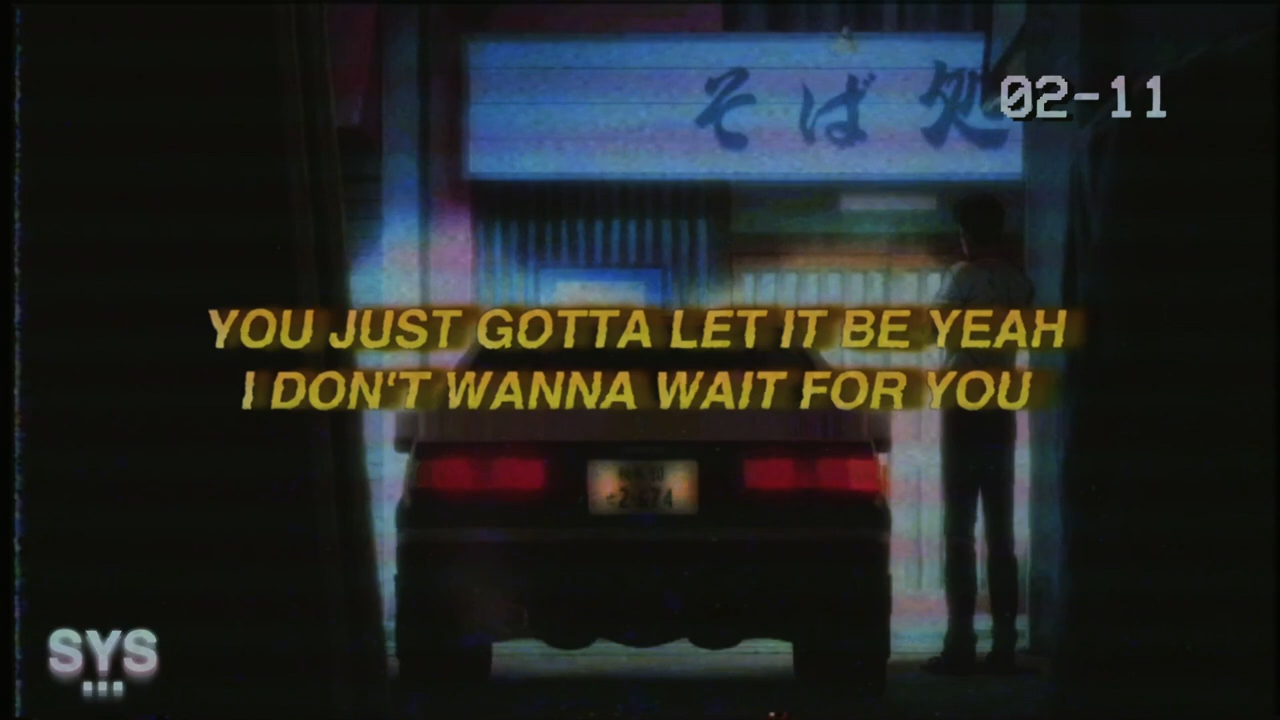 そば処
02-11
YOU JUST GOTTA LET IT BE YEAH
I DON'T WANNA WAIT FOR YOU
SYS